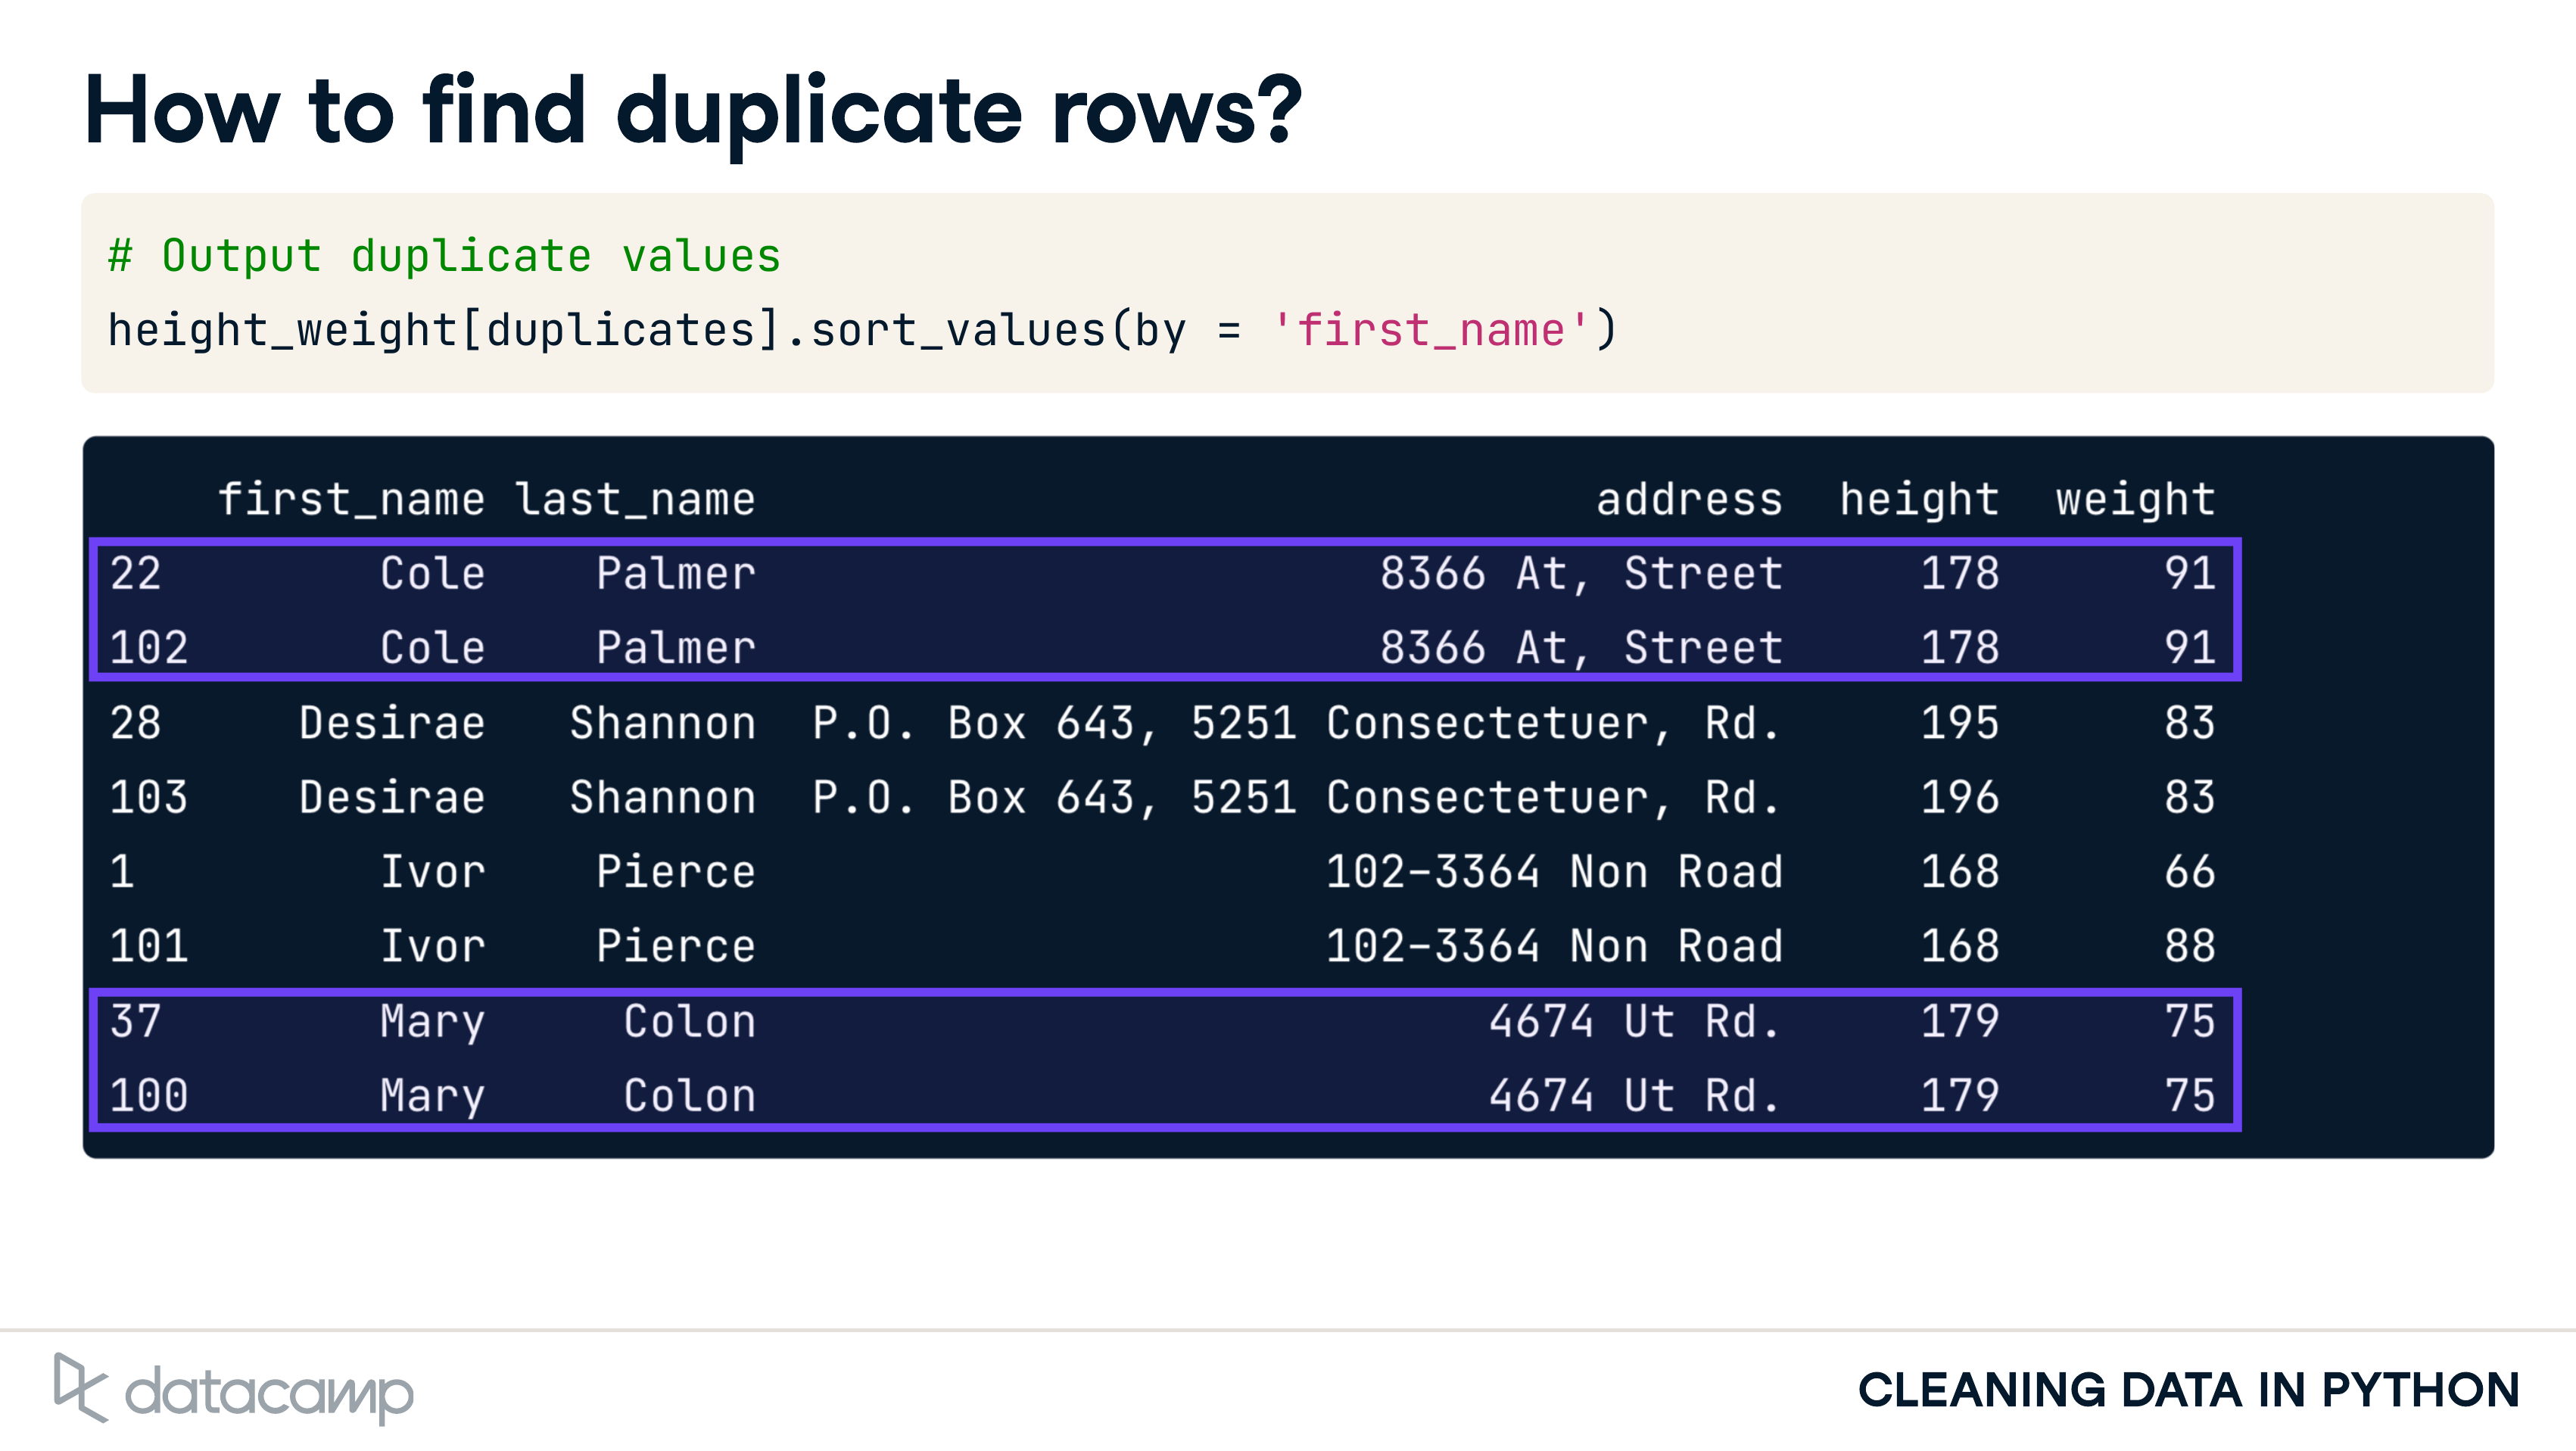 How to find duplicate rows?
# Output duplicate values
height_weight[duplicates].sort_values(by = 'first_name')
first_name last_name address height weight
22 Cole Palmer 8366 At, Street 178 91
102 Cole Palmer 8366 At, Street 178 91
28 Desirae Shannon P.O. Box 643, 5251 Consectetuer, Rd. 195 83
103 Desirae Shannon P.O. Box 643, 5251 Consectetuer, Rd. 196 83
1 Ivor Pierce 102-3364 Non Road 168 66
101 Ivor Pierce 102-3364 Non Road 168 88
37 Mary Colon 4674 Ut Rd. 179 75
100 Mary Colon 4674 Ut Rd. 179 75
datacamp
CLEANING DATA IN PYTHON